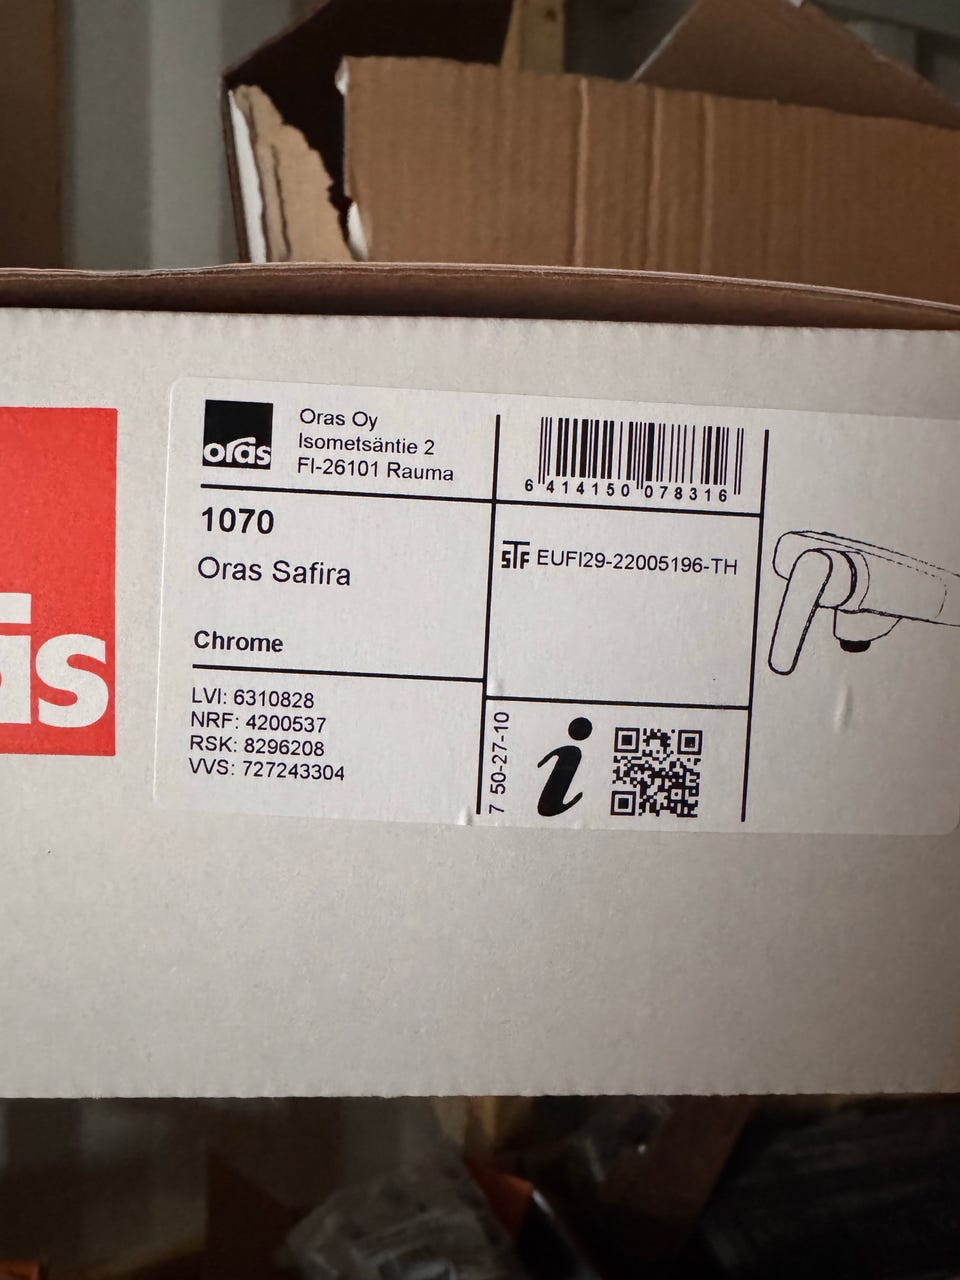 oras
Oras Oy
Isometsäntie 2
FI-26101 Rauma
6 414150 078316
1070
Oras Safira
Chrome
STF EUFI29-22005196-TH
LVI: 6310828
NRF: 4200537
RSK: 8296208
VVS: 727243304
7 50-27-10
i
as